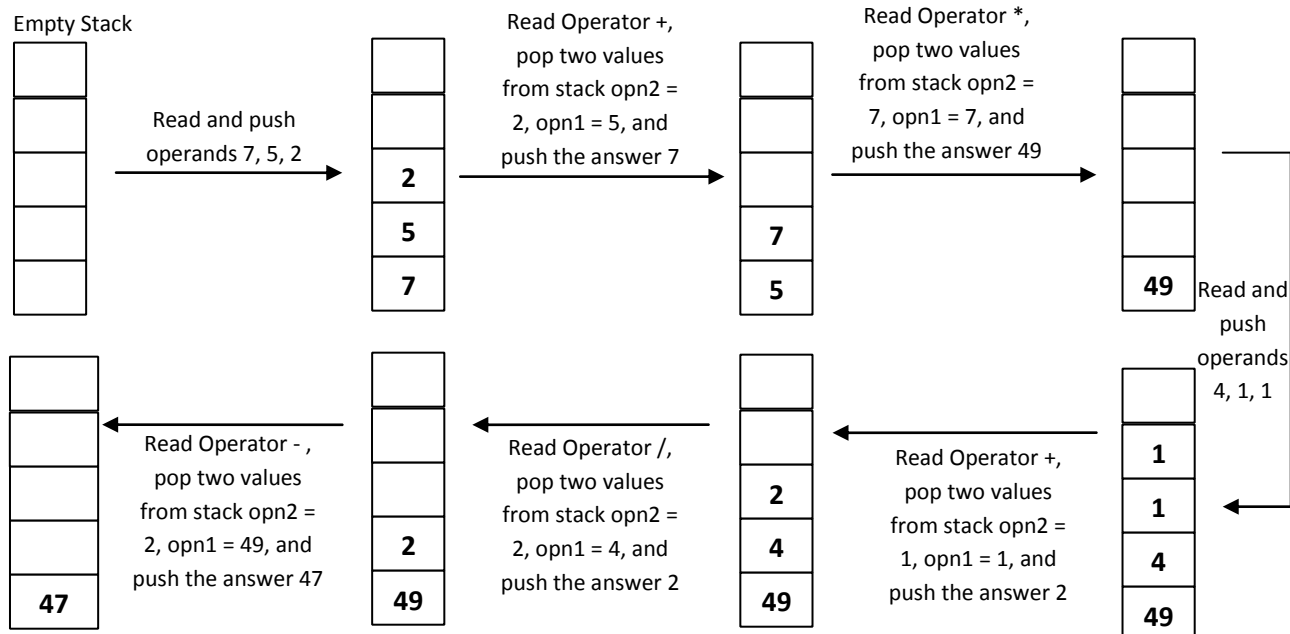 Empty Stack
Read and push
operands 7, 5, 2
2
5
7
Read Operator +,
pop two values
from stack opn2 =
2, opn1 = 5, and
push the answer 7
7
5
Read Operator *,
pop two values
from stack opn2 =
7, opn1 = 7, and
push the answer 49
49
Read and
push
operands
4, 1, 1
1
1
4
49
Read Operator +,
pop two values
from stack opn2 =
1, opn1 = 1, and
push the answer 2
2
4
49
Read Operator /,
pop two values
from stack opn2 =
2, opn1 = 4, and
push the answer 2
2
49
Read Operator - ,
pop two values
from stack opn2 =
2, opn1 = 49, and
push the answer 47
47